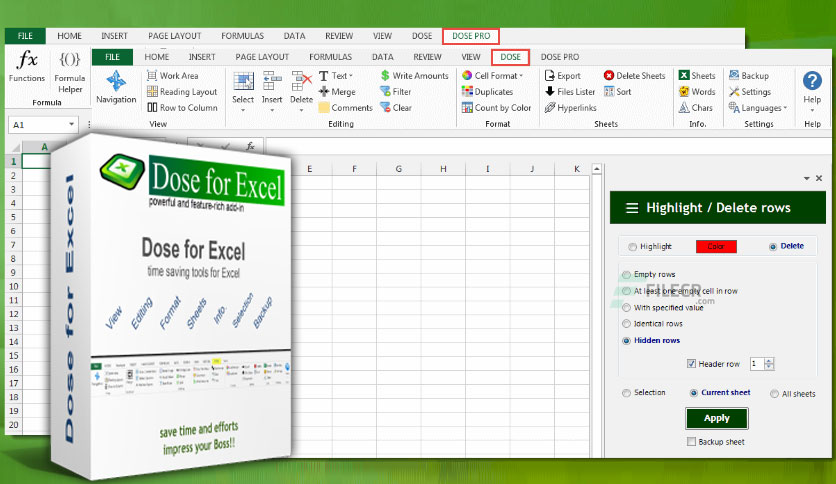 FILE HOME INSERT PAGE LAYOUT FORMULAS DATA REVIEW VIEW DOSE DOSE PRO
FILE HOME INSERT PAGE LAYOUT FORMULAS DATA REVIEW VIEW DOSE DOSE PRO
fx {()}
Functions Formula Helper
Formula
Navigation
Work Area
Reading Layout
Row to Column
View
Select Insert Delete
Text
Merge
Comments
Write Amounts
Filter
Clear
Editing
Cell Format
Duplicates
Count by Color
Format
Export
Files Lister
Hyperlinks
Delete Sheets
Sort
Sheets
Sheets
Words
Chars
Info.
Backup
Settings
Languages
Settings
?
Help
Help
A1
fx
A E F G H I J K
1
2
3
4
5
6
7
8
9
10
11
12
13
14
15
16
17
18
19
20
Dose for Excel
powerful and feature-rich add-in
Dose for Excel
time saving tools for Excel
View Editing Format Sheets Info. Selection Backup
save time and efforts
impress your Boss!!
Dose for Excel
Highlight / Delete rows
Highlight Color Delete
Empty rows
At least one empty cell in row
With specified value
Identical rows
Hidden rows
Header row 1
Selection Current sheet All sheets
Apply
Backup sheet
FILECR
.com